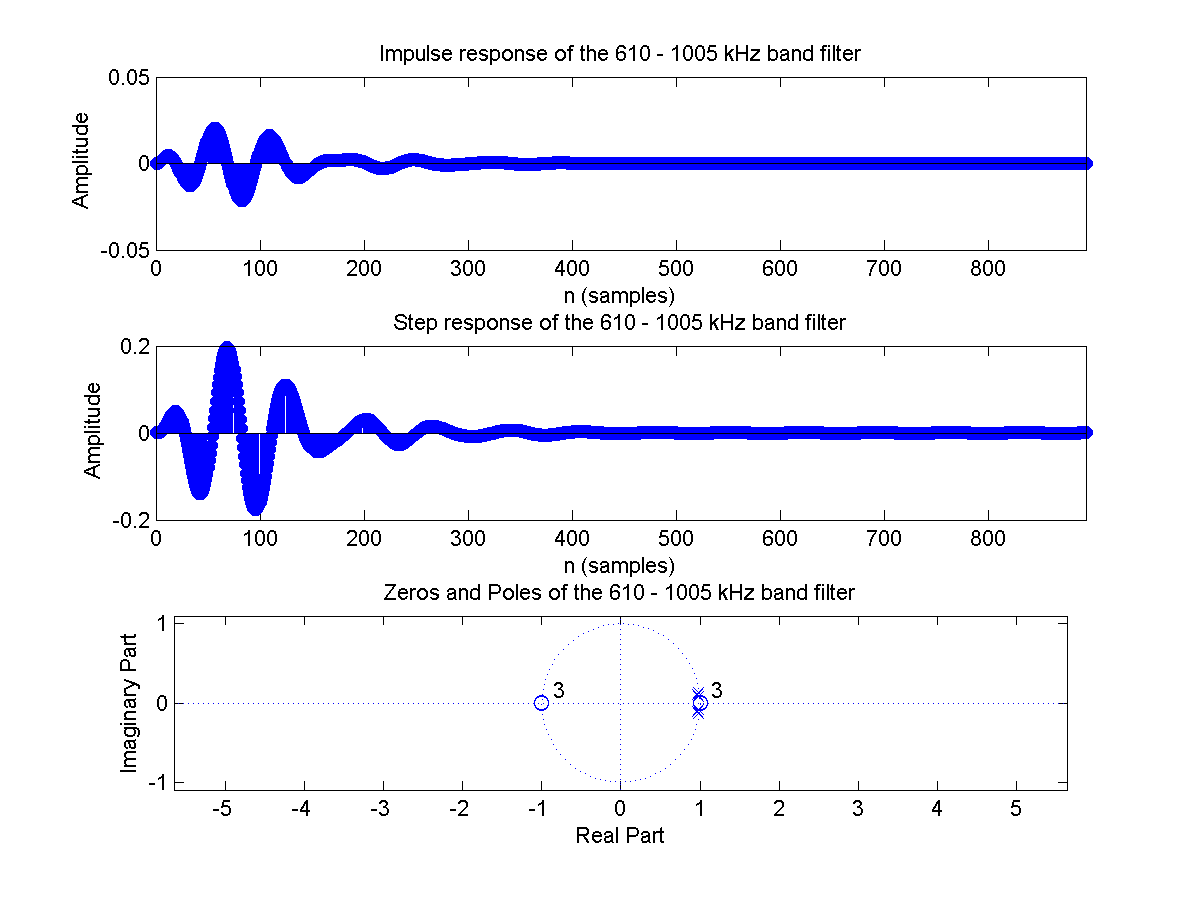 Impulse response of the 610 - 1005 kHz band filter
0.05
0
-0.05
Amplitude
0 100 200 300 400 500 600 700 800
n (samples)
Step response of the 610 - 1005 kHz band filter
0.2
0
-0.2
Amplitude
0 100 200 300 400 500 600 700 800
n (samples)
Zeros and Poles of the 610 - 1005 kHz band filter
1
0
-1
Imaginary Part
3 3
-5 -4 -3 -2 -1 0 1 2 3 4 5
Real Part